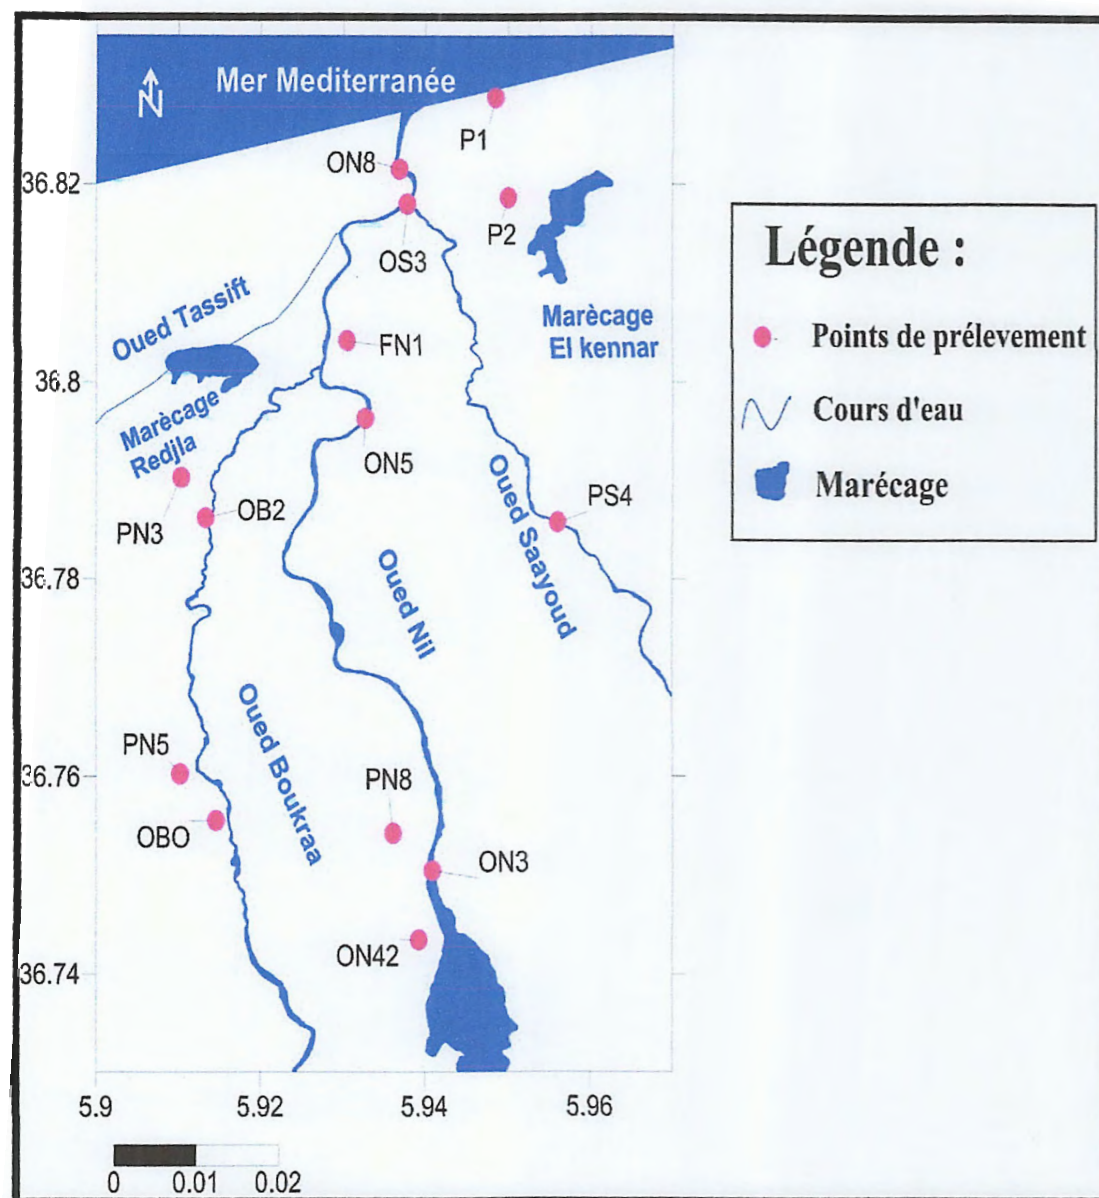 Mer Mediterranée
N
P1
ON8
36.82
P2
OS3
Oued Tassift
Marècage
El kennar
FN1
36.8
Marècage
Redjla
ON5
Oued Saayoud
PS4
PN3
OB2
36.78
Oued Nil
Oued Boukraa
PN5
36.76
PN8
OBO
ON3
ON42
36.74
5.9
5.92
5.94
5.96
0
0.01
0.02
Légende :
Points de prélevement
Cours d'eau
Marécage